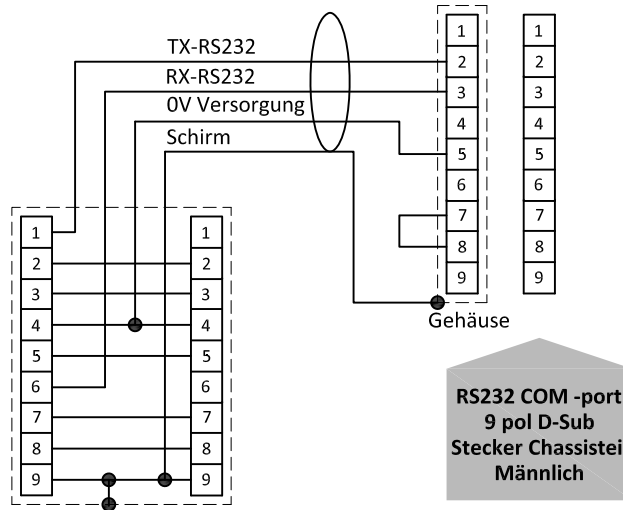 TX-RS232
RX-RS232
0V Versorgung
Schirm
1 1
2 2
3 3
4 4
5 5
6 6
7 7
8 8
9 9
Gehäuse
1 1
2 2
3 3
4 4
5 5
6 6
7 7
8 8
9 9
RS232 COM -port
9 pol D-Sub
Stecker Chassistei
Männlich